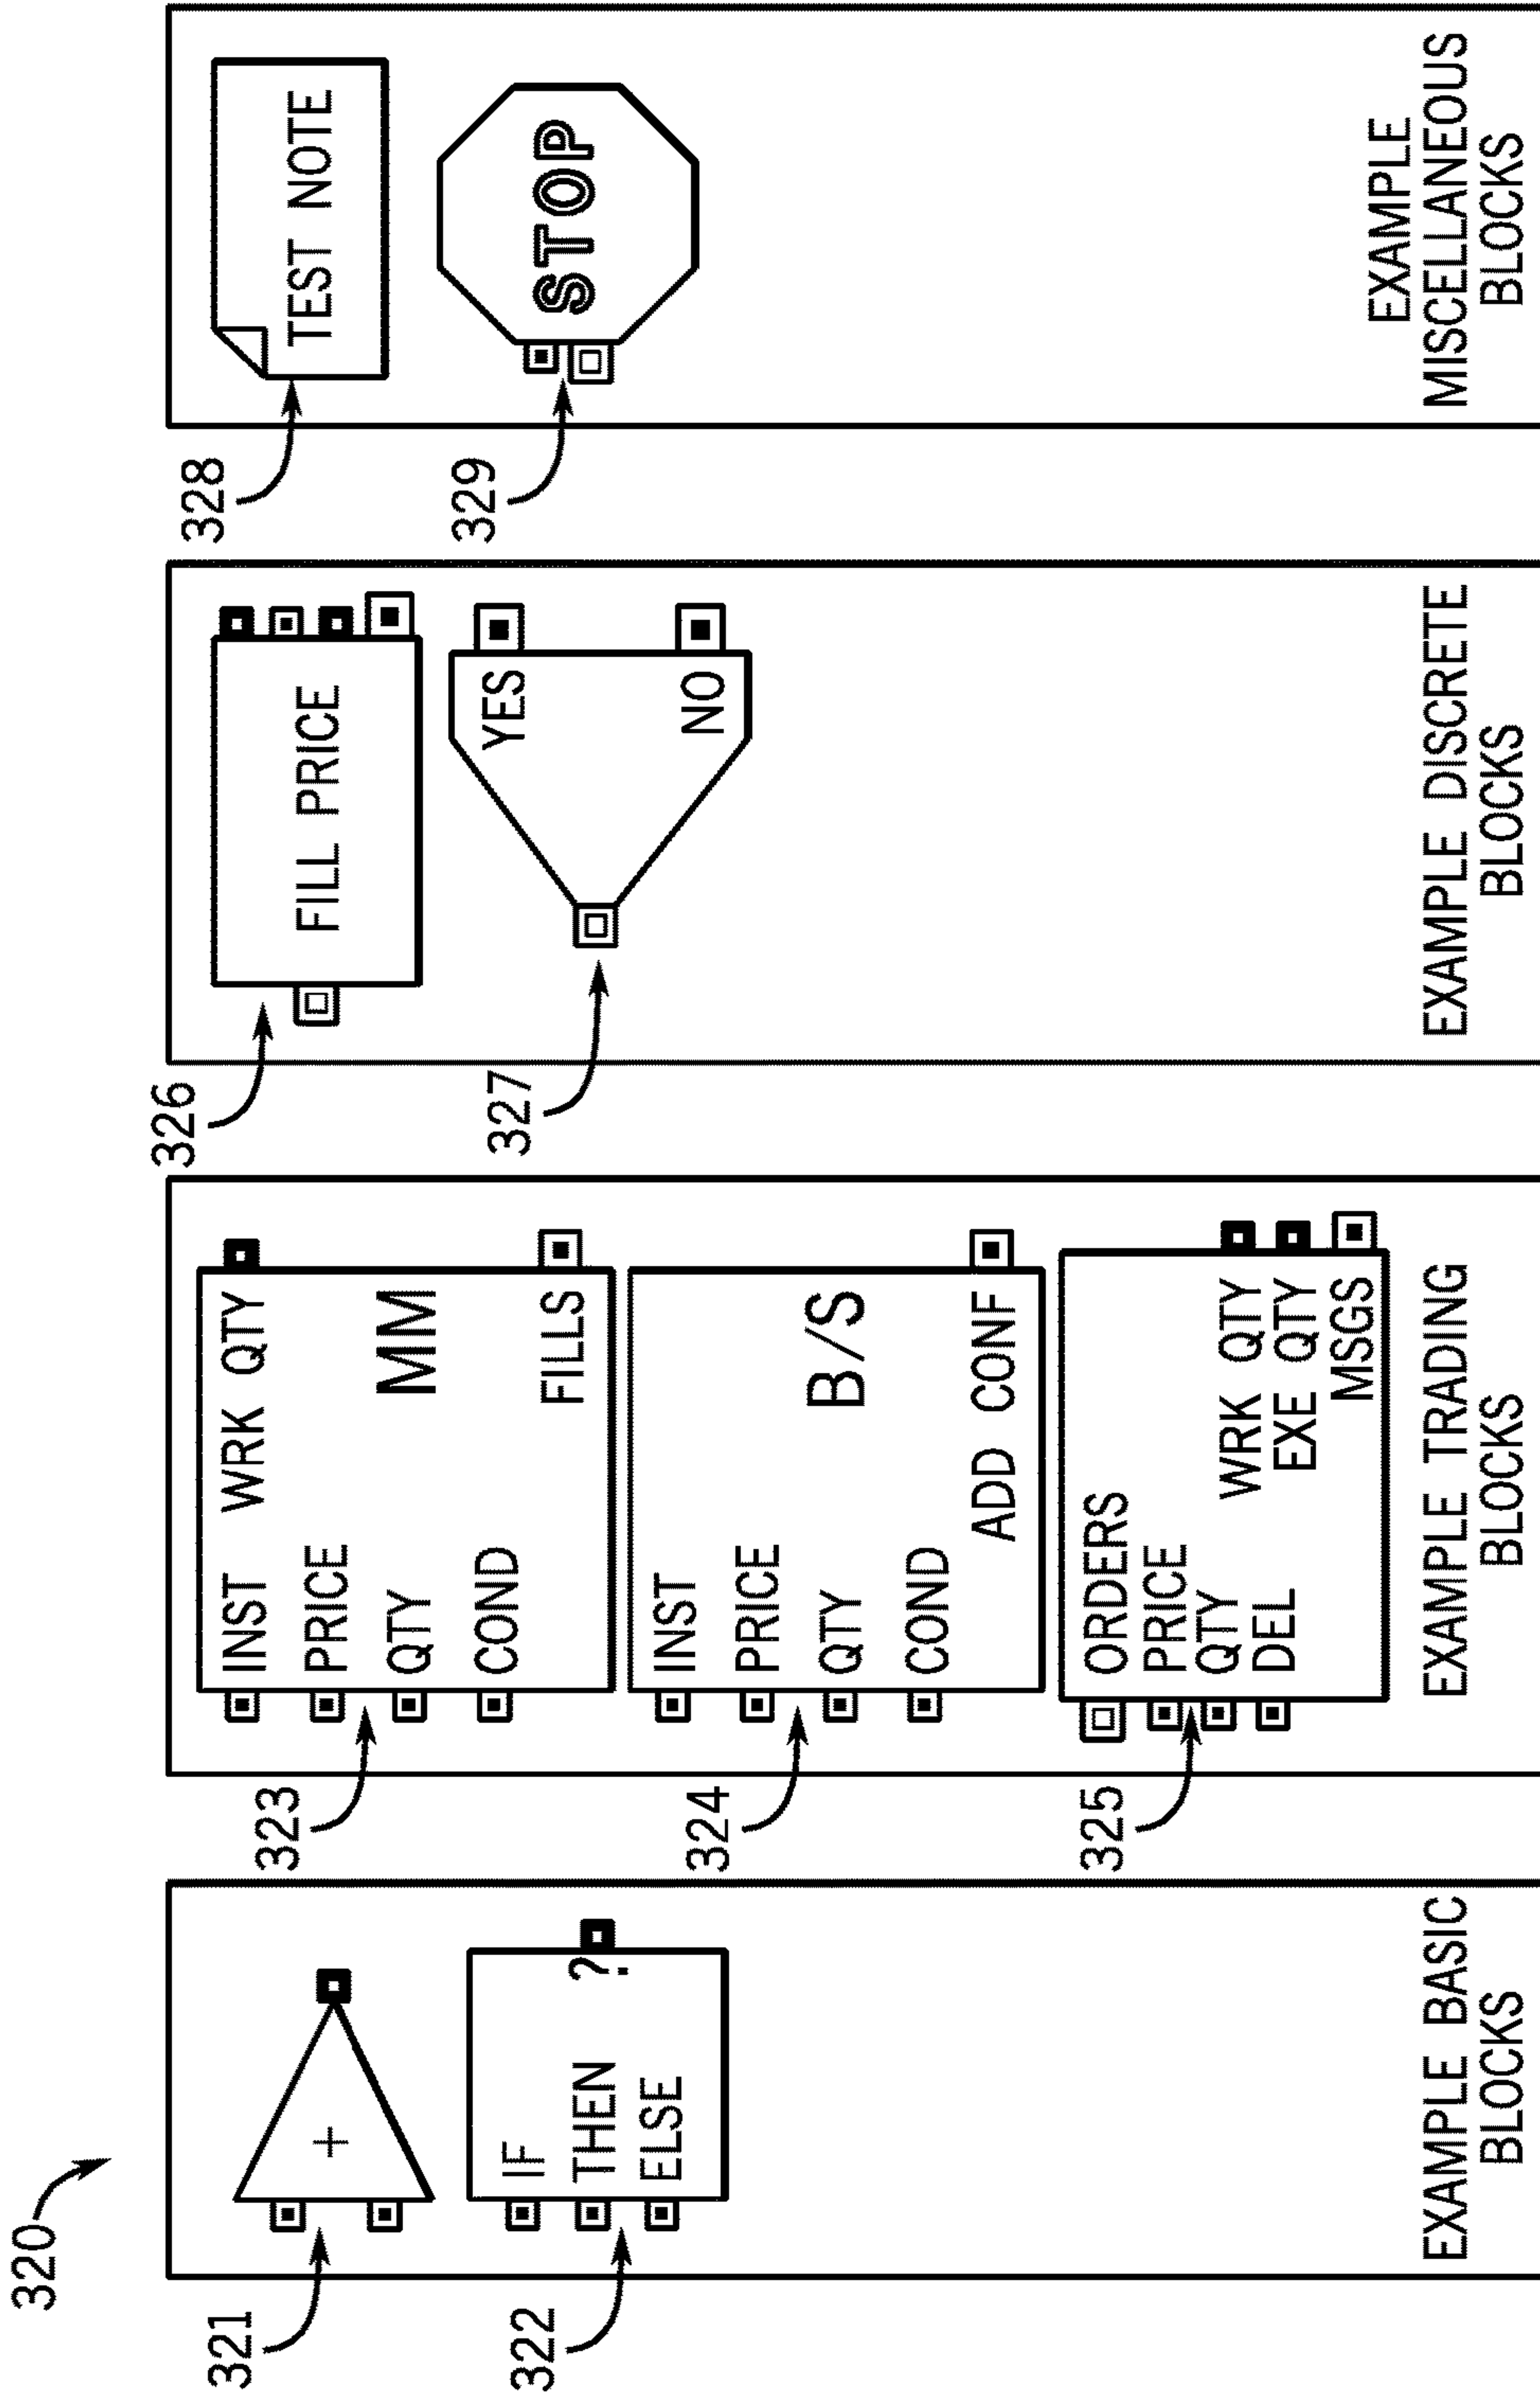 320
321
+
322
IF
THEN ?
ELSE
EXAMPLE BASIC
BLOCKS
323
INST WRK QTY
PRICE
QTY MM
COND
FILLS
324
INST
PRICE
QTY B/S
COND
ADD CONF
325
ORDERS
PRICE
QTY WRK QTY
DEL EXE QTY
MSGS
EXAMPLE TRADING
BLOCKS
326
FILL PRICE
327
YES
NO
EXAMPLE DISCRETE
BLOCKS
328
TEST NOTE
329
STOP
EXAMPLE
MISCELLANEOUS
BLOCKS